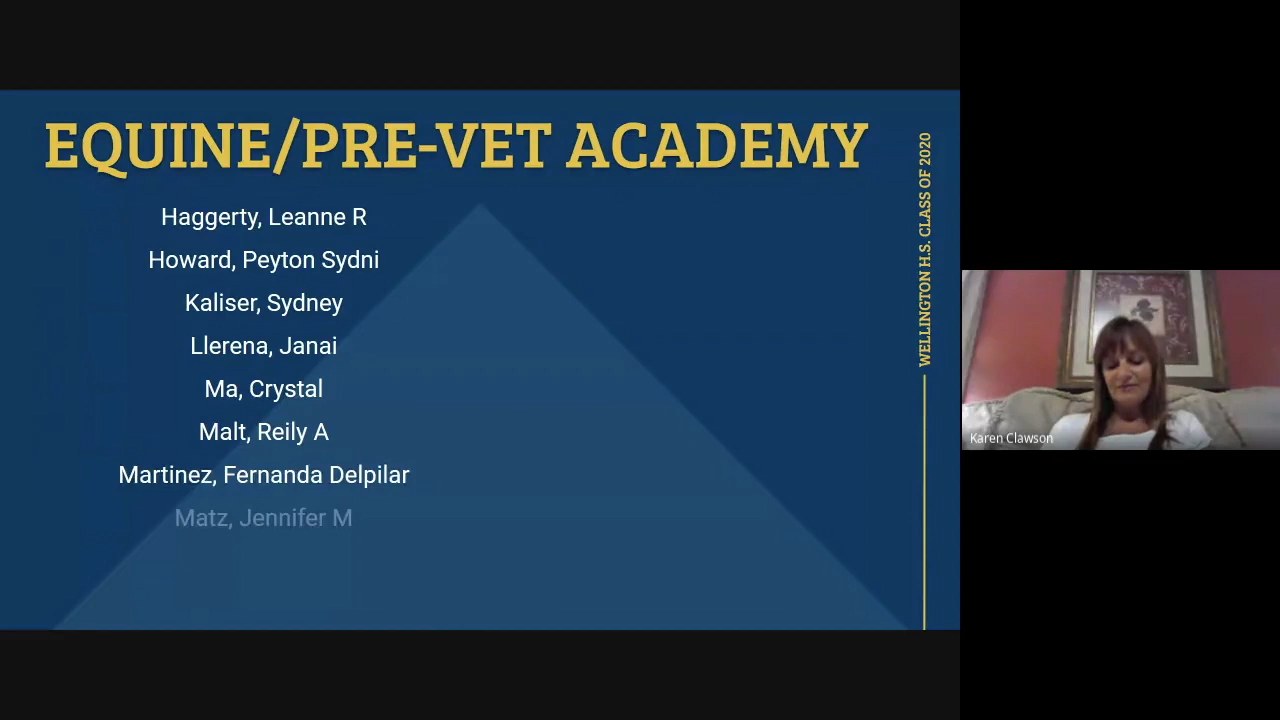 EQUINE/PRE-VET ACADEMY
Haggerty, Leanne R
Howard, Peyton Sydni
Kaliser, Sydney
Llerena, Janai
Ma, Crystal
Malt, Reily A
Martinez, Fernanda Delpilar
Matz, Jennifer M
WELLINGTON H.S. CLASS OF 2020
Karen Clawson